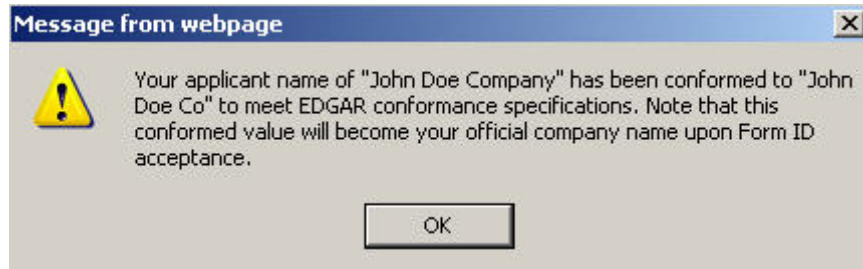 Message from webpage
Your applicant name of "John Doe Company" has been conformed to "John
Doe Co" to meet EDGAR conformance specifications. Note that this
conformed value will become your official company name upon Form ID
acceptance.
OK